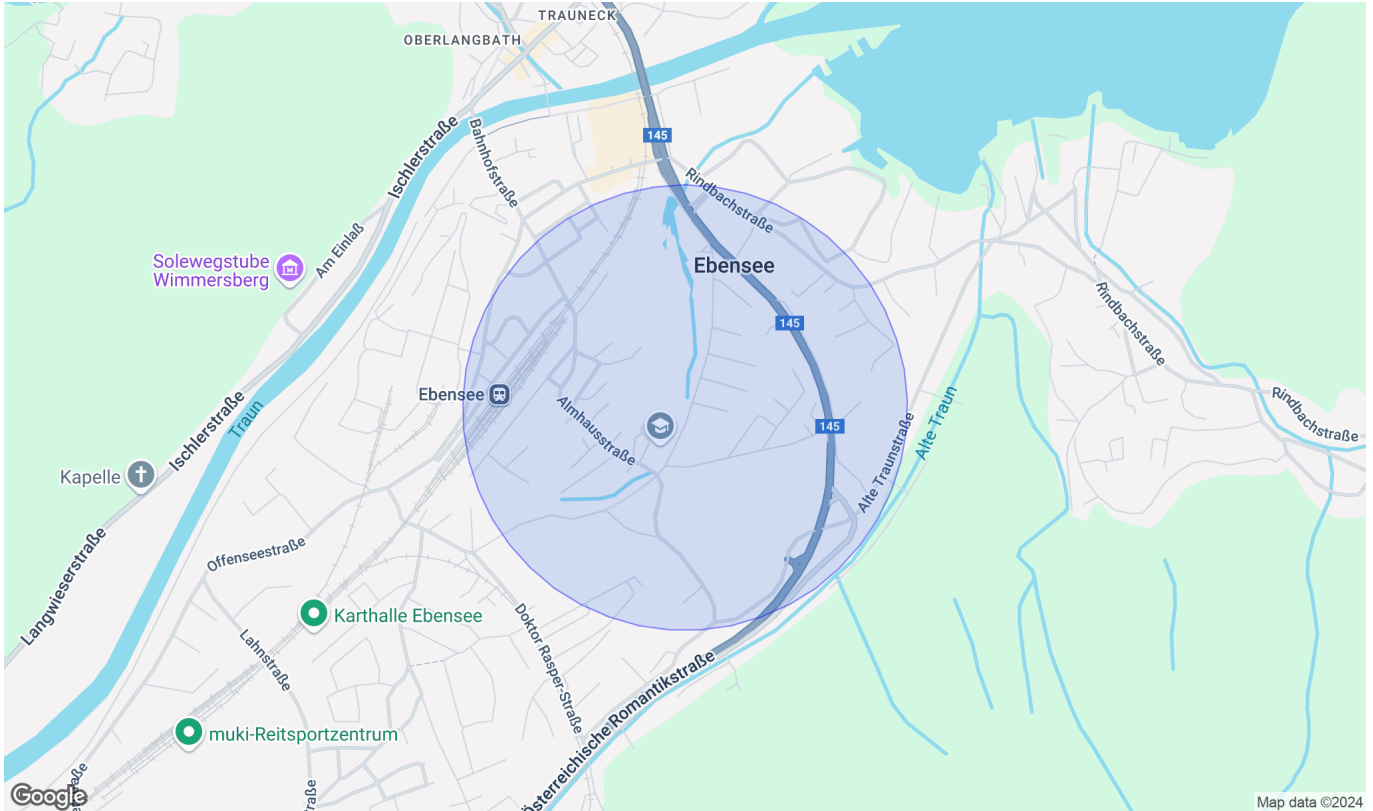 TRAUNECK
OBERLANGBATH
145
Bahnhofstraße
Ischlerstraße
Rindbachstraße
Am Einlaß
Solewegstube
Wimmersberg
Ebensee
145
Rindbachstraße
Ebensee
Almhausstraße
145
Alte Traunstraße
Alte Traun
Rindbachstraße
Ischlerstraße
Traun
Kapelle
Langwieserstraße
Offenseestraße
Karthalle Ebensee
Lahnstraße
Doktor Rasper-Straße
muki-Reitsportzentrum
Österreichische Romantikstraße
raße
raße
Google
Map data ©2024